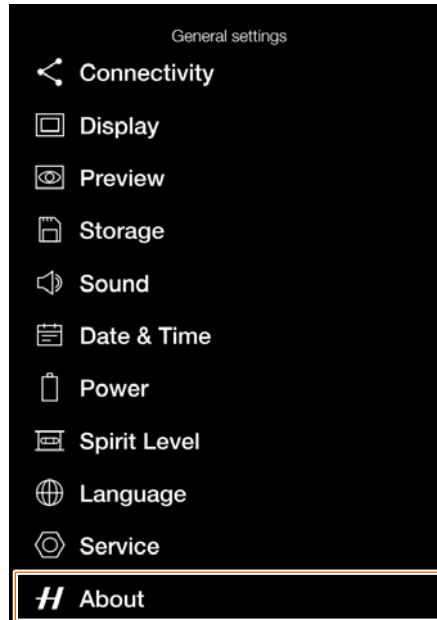 General settings
Connectivity
Display
Preview
Storage
Sound
Date & Time
Power
Spirit Level
Language
Service
About